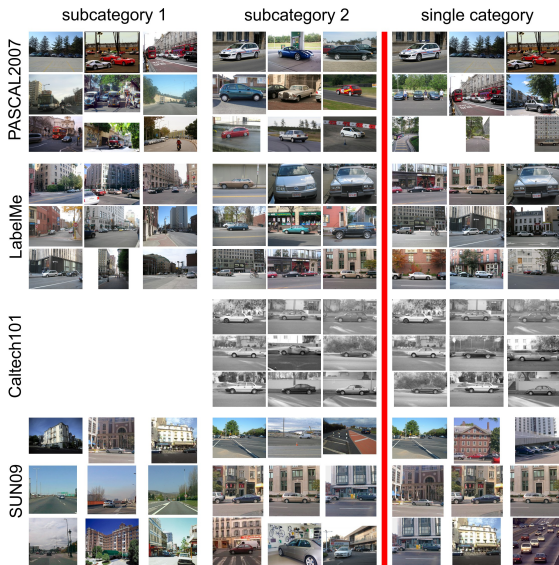 subcategory 1 subcategory 2 single category
PASCAL2007
LabelMe
Caltech101
SUN09